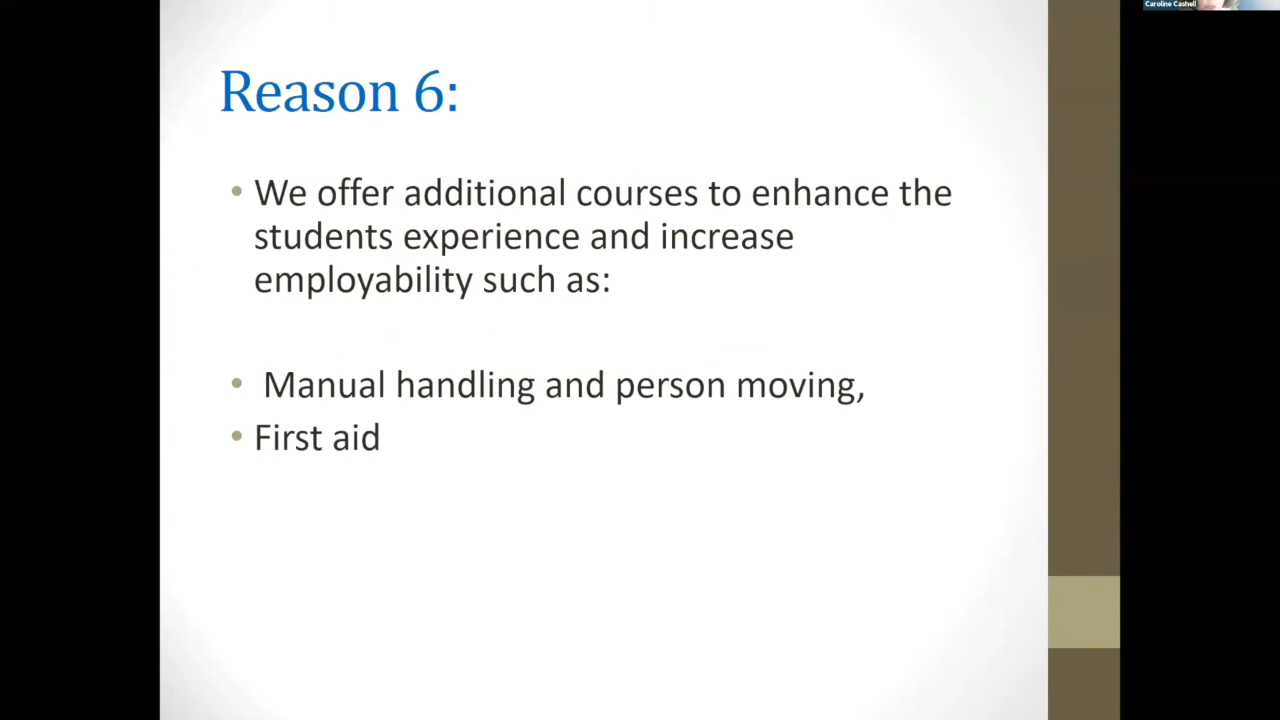 Caroline Cashell
Reason 6:
• We offer additional courses to enhance the
students experience and increase
employability such as:
• Manual handling and person moving,
• First aid